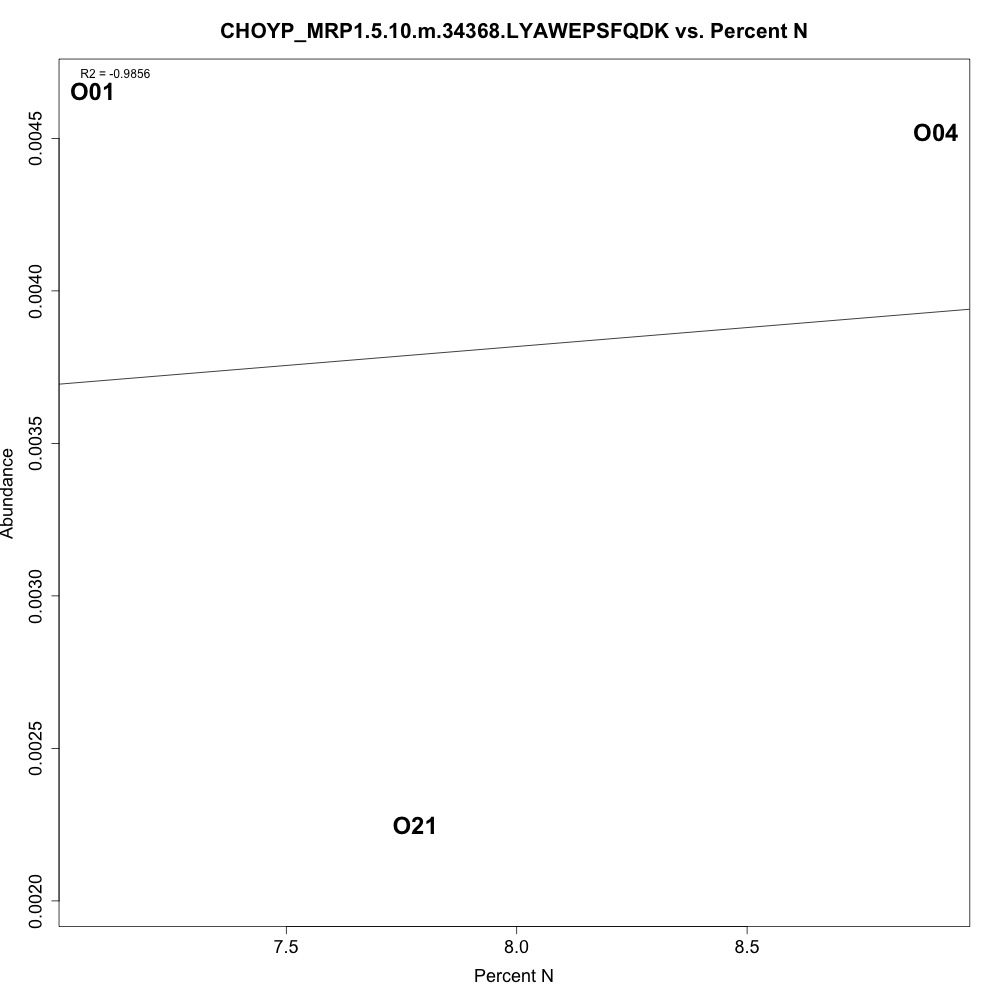 CHOYP_MRP1.5.10.m.34368.LYAWEPSFQDK vs. Percent N
R2 = -0.9856
O01
O04
O21
0.0045
0.0040
0.0035
0.0030
0.0025
0.0020
Abundance
7.5 8.0 8.5
Percent N